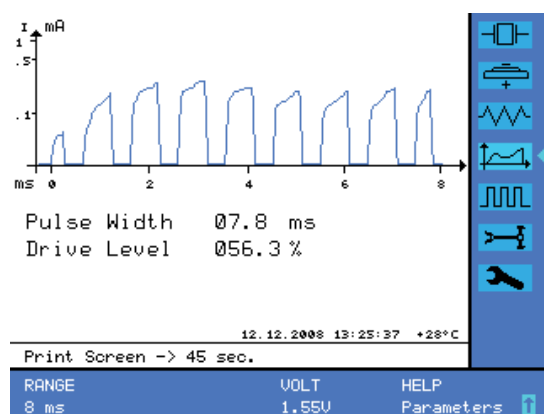 I mA
1
.5
.1
ms 0 2 4 6 8
Pulse Width 07.8 ms
Drive Level 056.3 %
12.12.2008 13:25:37 +28°C
Print Screen -> 45 sec.
RANGE VOLT HELP
8 ms 1.55V Parameters